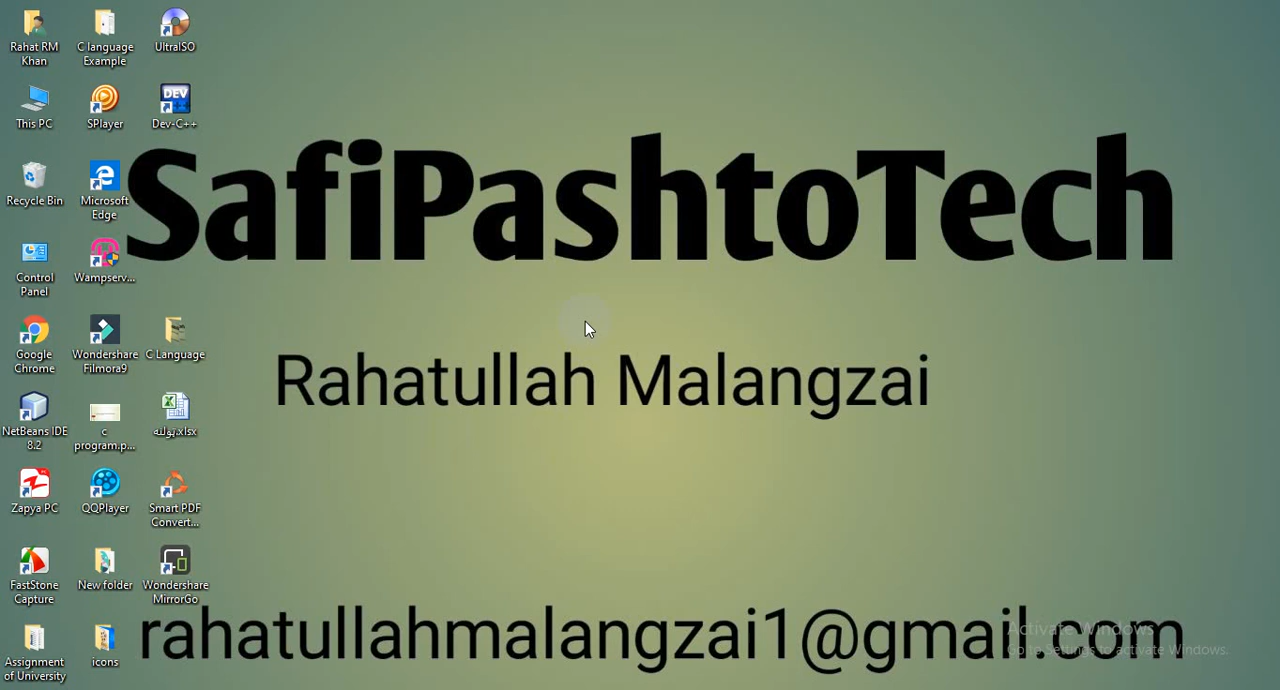 Rahat RM
Khan
C language
Example
UltraISO
This PC
SPlayer
Dev-C++
Recycle Bin
Microsoft
Edge
Control
Panel
Wampserv...
Google
Chrome
Wondershare
Filmora9
C Language
NetBeans IDE
8.2
c
program.p...
پولنه.xlsx
Zapya PC
QQPlayer
Smart PDF
Convert...
FastStone
Capture
New folder
Wondershare
MirrorGo
Assignment
of University
icons
SafiPashtoTech
Rahatullah Malangzai
rahatullahmalangzai1@gmail.com
Activate Windows
Go to Settings to activate Windows.
DEV